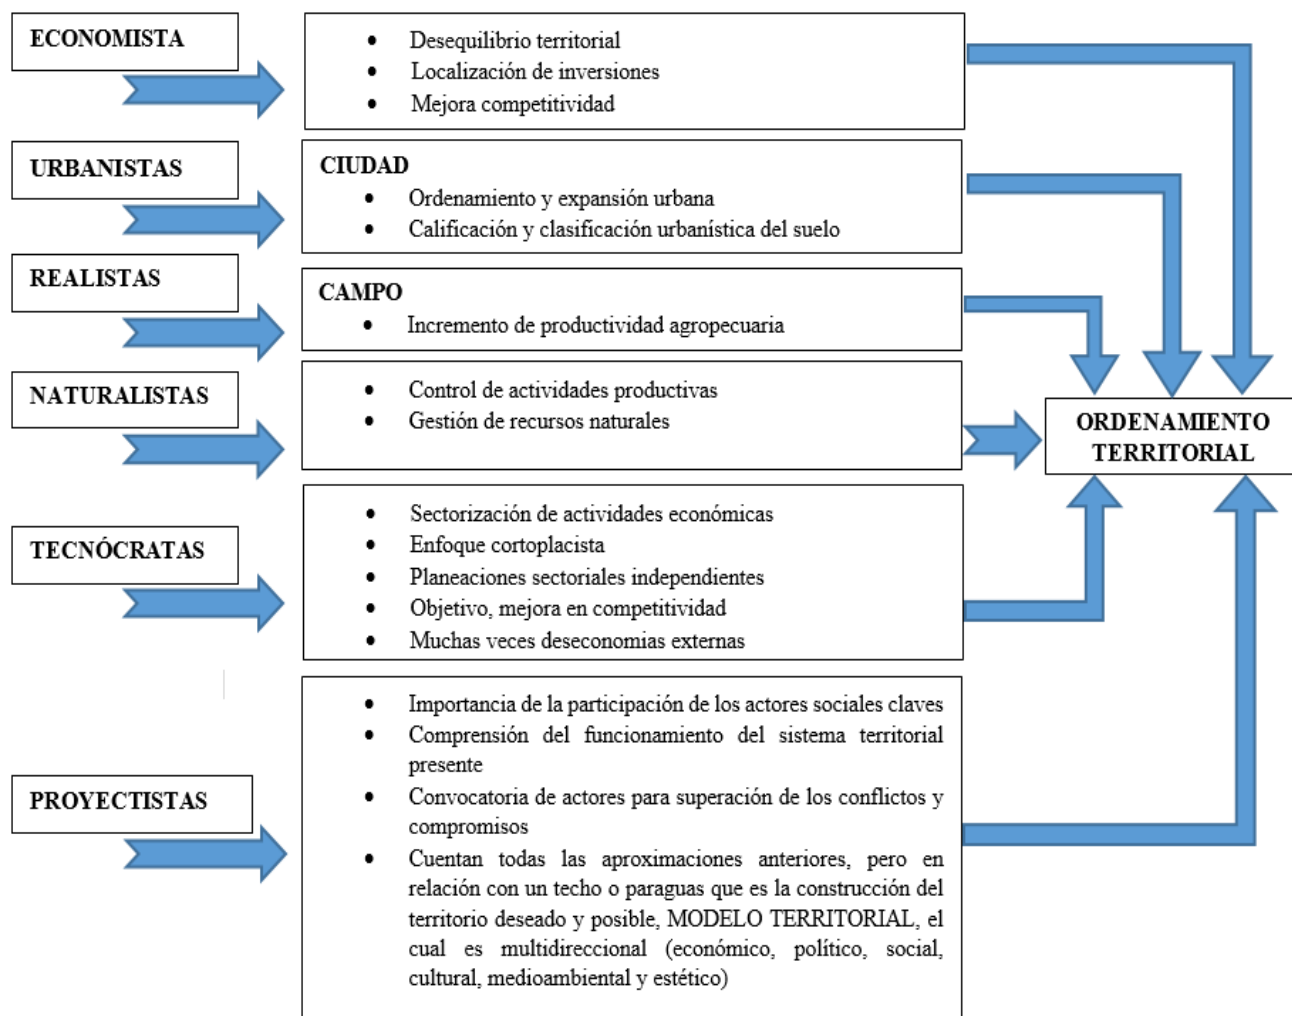 ECONOMISTA
• Desequilibrio territorial
• Localización de inversiones
• Mejora competitividad
URBANISTAS
CIUDAD
• Ordenamiento y expansión urbana
• Calificación y clasificación urbanística del suelo
REALISTAS
CAMPO
• Incremento de productividad agropecuaria
NATURALISTAS
• Control de actividades productivas
• Gestión de recursos naturales
ORDENAMIENTO
TERRITORIAL
TECNÓCRATAS
• Sectorización de actividades económicas
• Enfoque cortoplacista
• Planeaciones sectoriales independientes
• Objetivo, mejora en competitividad
• Muchas veces deseconomias externas
PROYECTISTAS
• Importancia de la participación de los actores sociales claves
• Comprensión del funcionamiento del sistema territorial
presente
• Convocatoria de actores para superación de los conflictos y
compromisos
• Cuentan todas las aproximaciones anteriores, pero en
relación con un techo o paraguas que es la construcción del
territorio deseado y posible, MODELO TERRITORIAL, el
cual es multidireccional (económico, político, social,
cultural, medioambiental y estético)